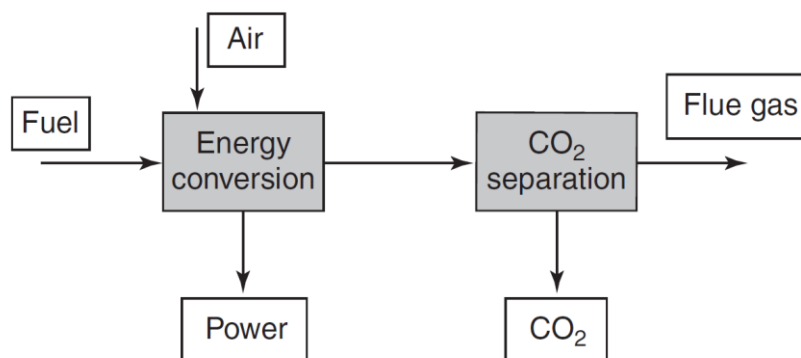 Air
Fuel
Flue gas
Energy
conversion
CO₂
separation
Power
CO₂